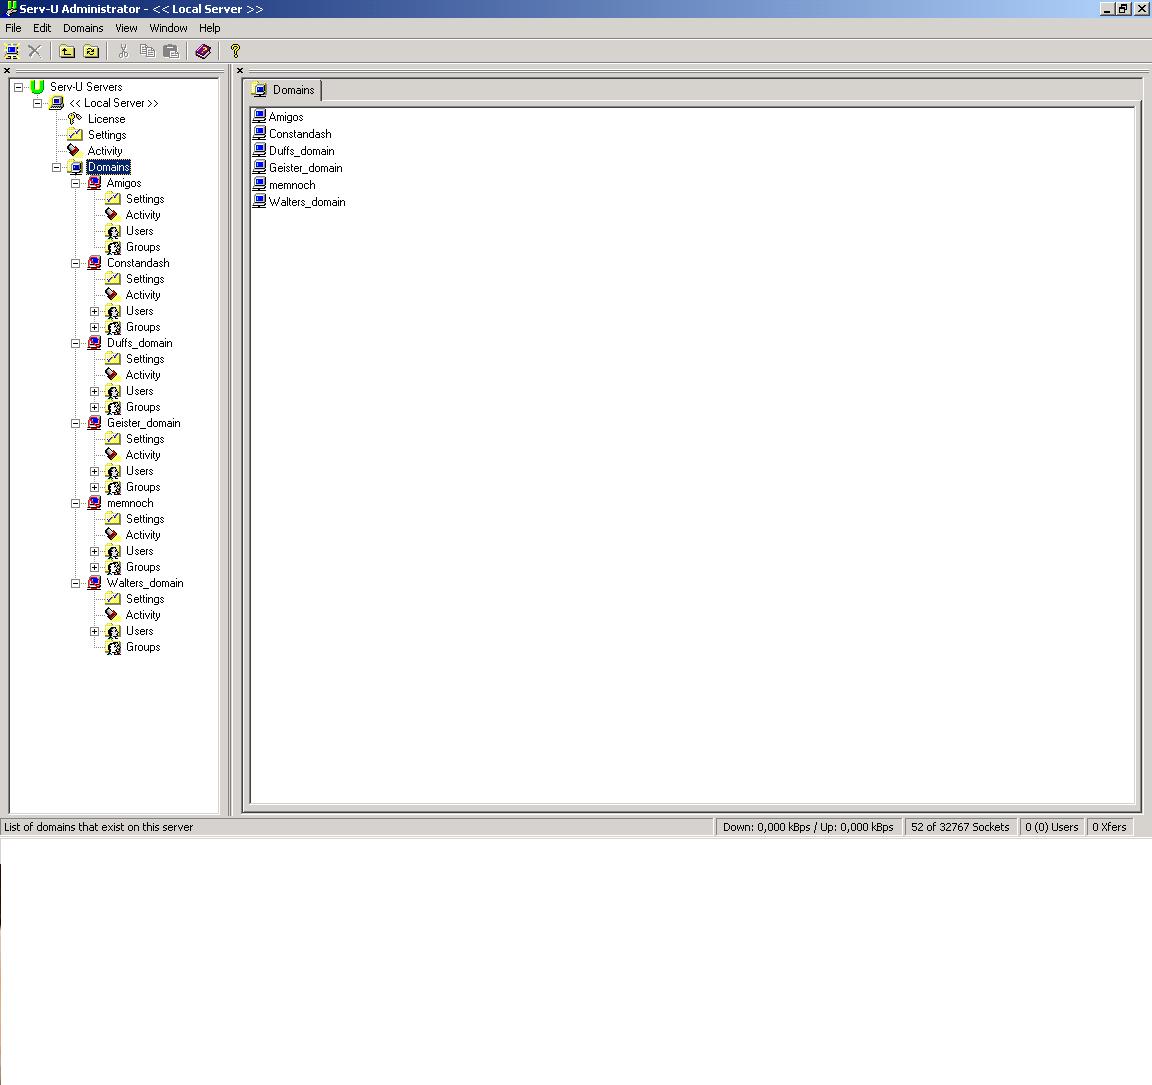 Serv-U Administrator - << Local Server >>
File Edit Domains View Window Help
Serv-U Servers
<< Local Server >>
License
Settings
Activity
Domains
Amigos
Settings
Activity
Users
Groups
Constandash
Settings
Activity
Users
Groups
Duffs_domain
Settings
Activity
Users
Groups
Geister_domain
Settings
Activity
Users
Groups
memnoch
Settings
Activity
Users
Groups
Walters_domain
Settings
Activity
Users
Groups
Domains
Amigos
Constandash
Duffs_domain
Geister_domain
memnoch
Walters_domain
List of domains that exist on this server
Down: 0,000 kBps / Up: 0,000 kBps
52 of 32767 Sockets
0 (0) Users
0 Xfers